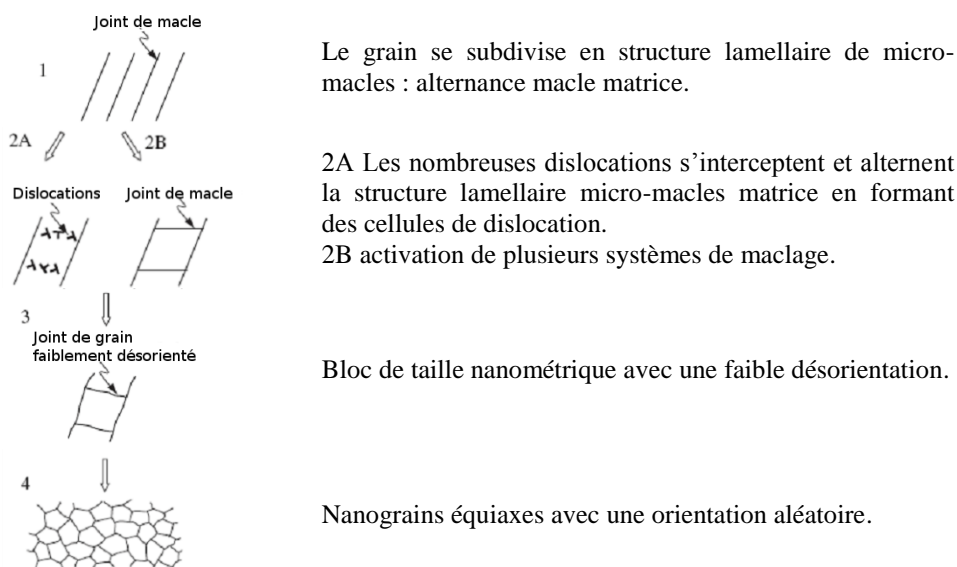 Joint de macle
1
Le grain se subdivise en structure lamellaire de micro-
macles : alternance macle matrice.
2A
2B
2A Les nombreuses dislocations s’interceptent et alternent
la structure lamellaire micro-macles matrice en formant
des cellules de dislocation.
2B activation de plusieurs systèmes de maclage.
Dislocations
Joint de macle
3
Joint de grain
faiblement désorienté
Bloc de taille nanométrique avec une faible désorientation.
4
Nanograins équiaxes avec une orientation aléatoire.